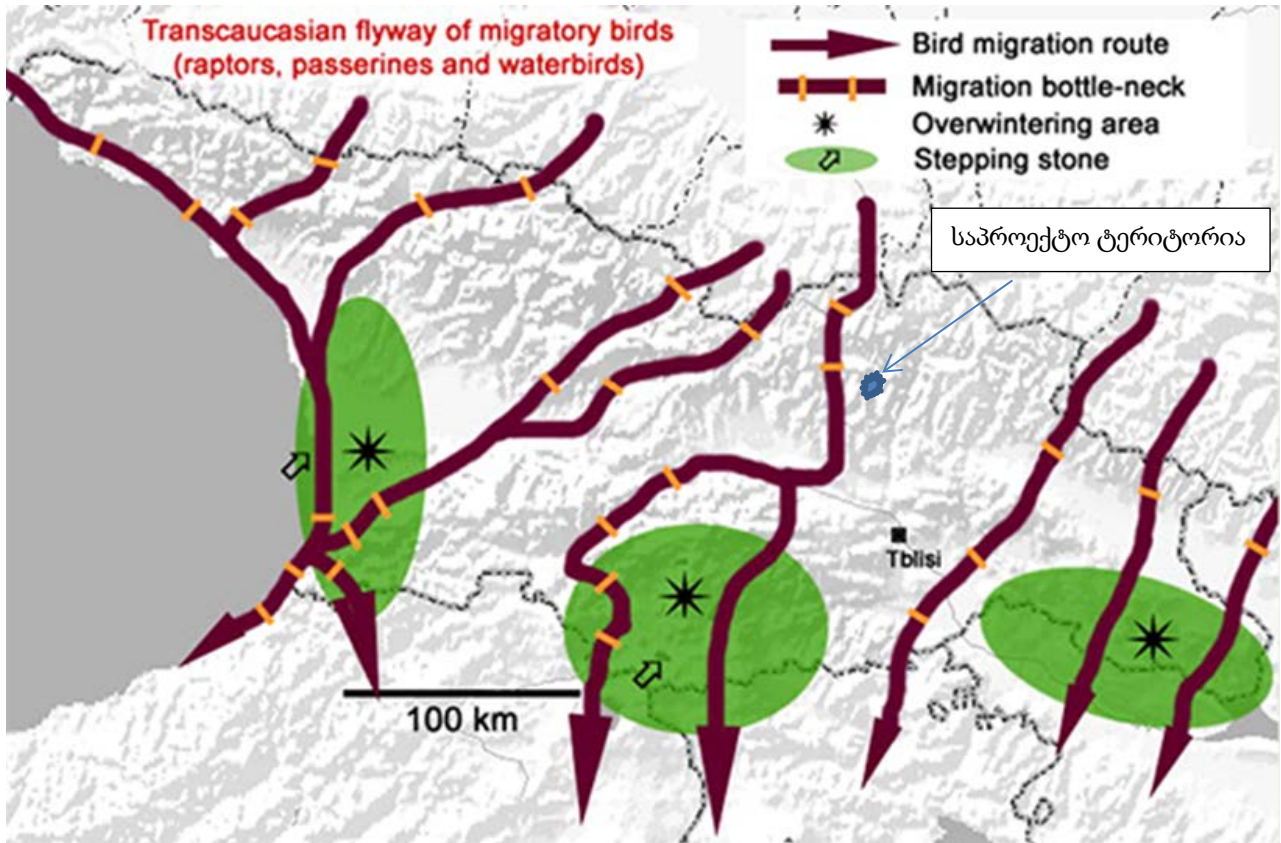 Transcaucasian flyway of migratory birds
(raptors, passerines and waterbirds)
Bird migration route
Migration bottle-neck
Overwintering area
Stepping stone
საპროექტო ტერიტორია
Tblisi
100 km